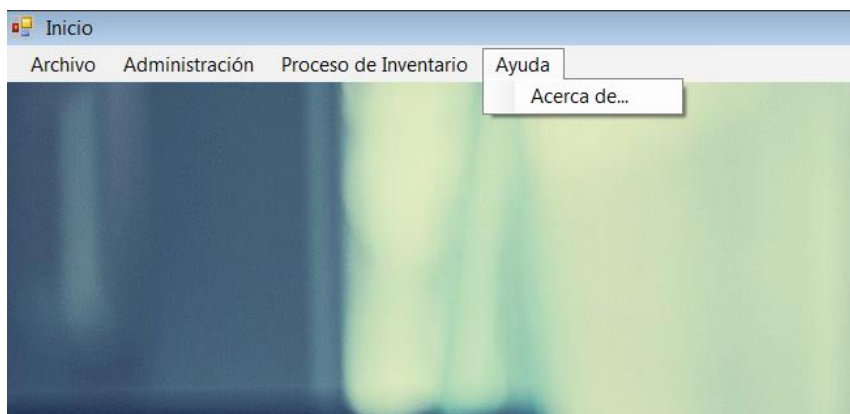 Inicio
Archivo Administración Proceso de Inventario Ayuda
Acerca de...